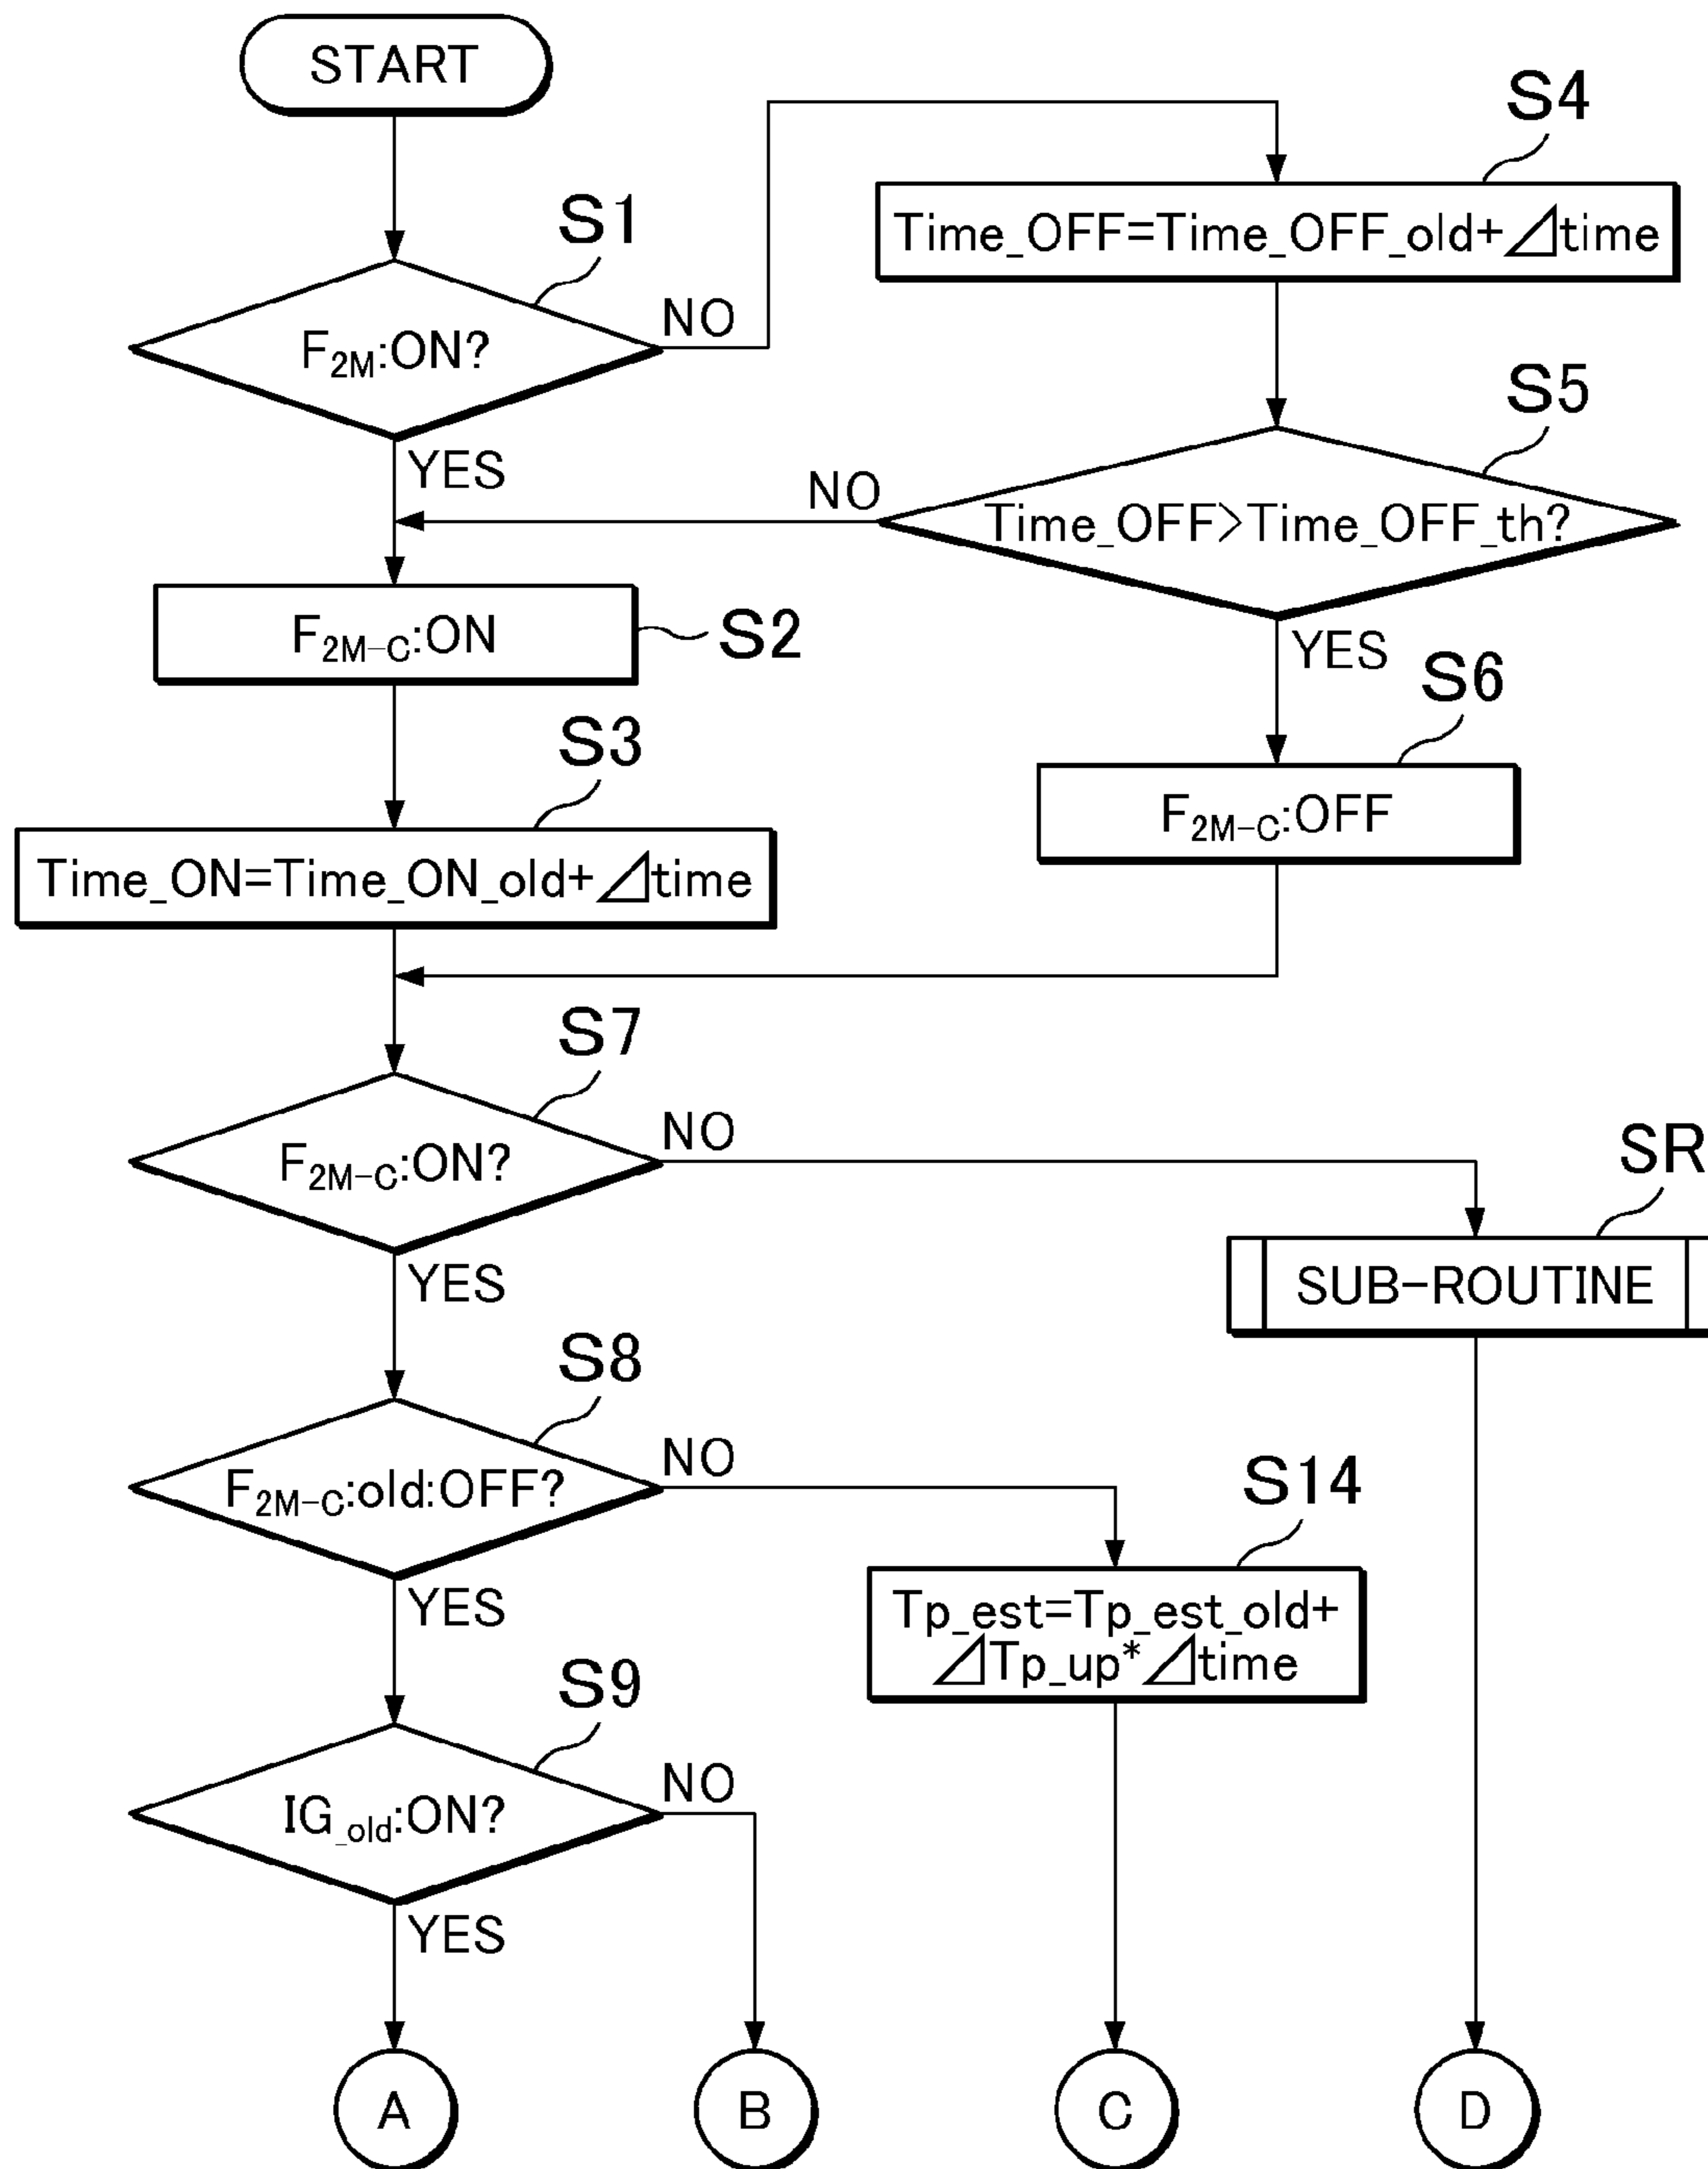 START
S4
Time_OFF=Time_OFF_old+⊿time
S1
F2M:ON?
NO
S5
YES
NO
Time_OFF>Time_OFF_th?
F2M-C:ON
S2
YES
S6
S3
F2M-C:OFF
Time_ON=Time_ON_old+⊿time
S7
F2M-C:ON?
NO
SR
YES
SUB-ROUTINE
S8
F2M-C:old:OFF?
NO
S14
YES
Tp_est=Tp_est_old+
⊿Tp_up*⊿time
S9
IG_old:ON?
NO
YES
A
B
C
D